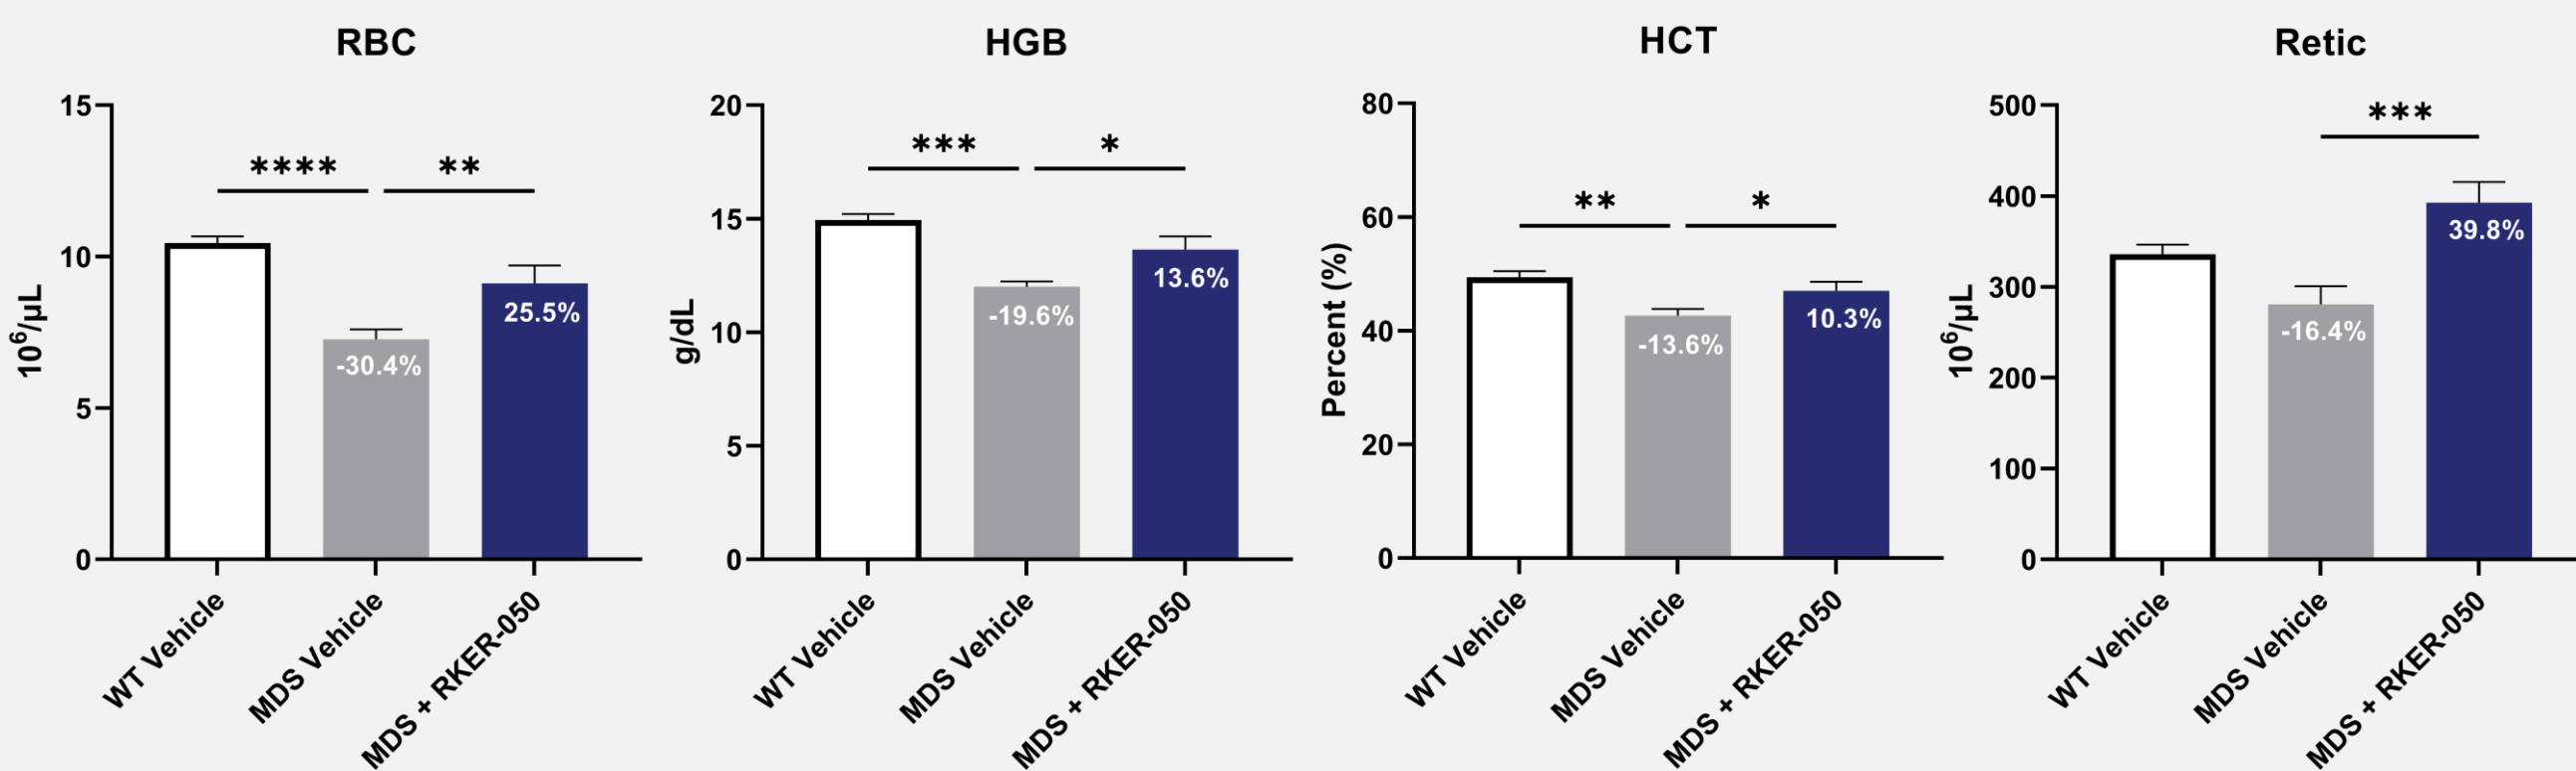 RBC
15
10
5
0
10⁶/µL
****
**
-30.4%
25.5%
WT Vehicle
MDS Vehicle
MDS + RKER-050
HGB
20
15
10
5
0
g/dL
***
*
-19.6%
13.6%
WT Vehicle
MDS Vehicle
MDS + RKER-050
HCT
80
60
40
20
0
Percent (%)
**
*
-13.6%
10.3%
WT Vehicle
MDS Vehicle
MDS + RKER-050
Retic
500
400
300
200
100
0
10⁶/µL
***
-16.4%
39.8%
WT Vehicle
MDS Vehicle
MDS + RKER-050